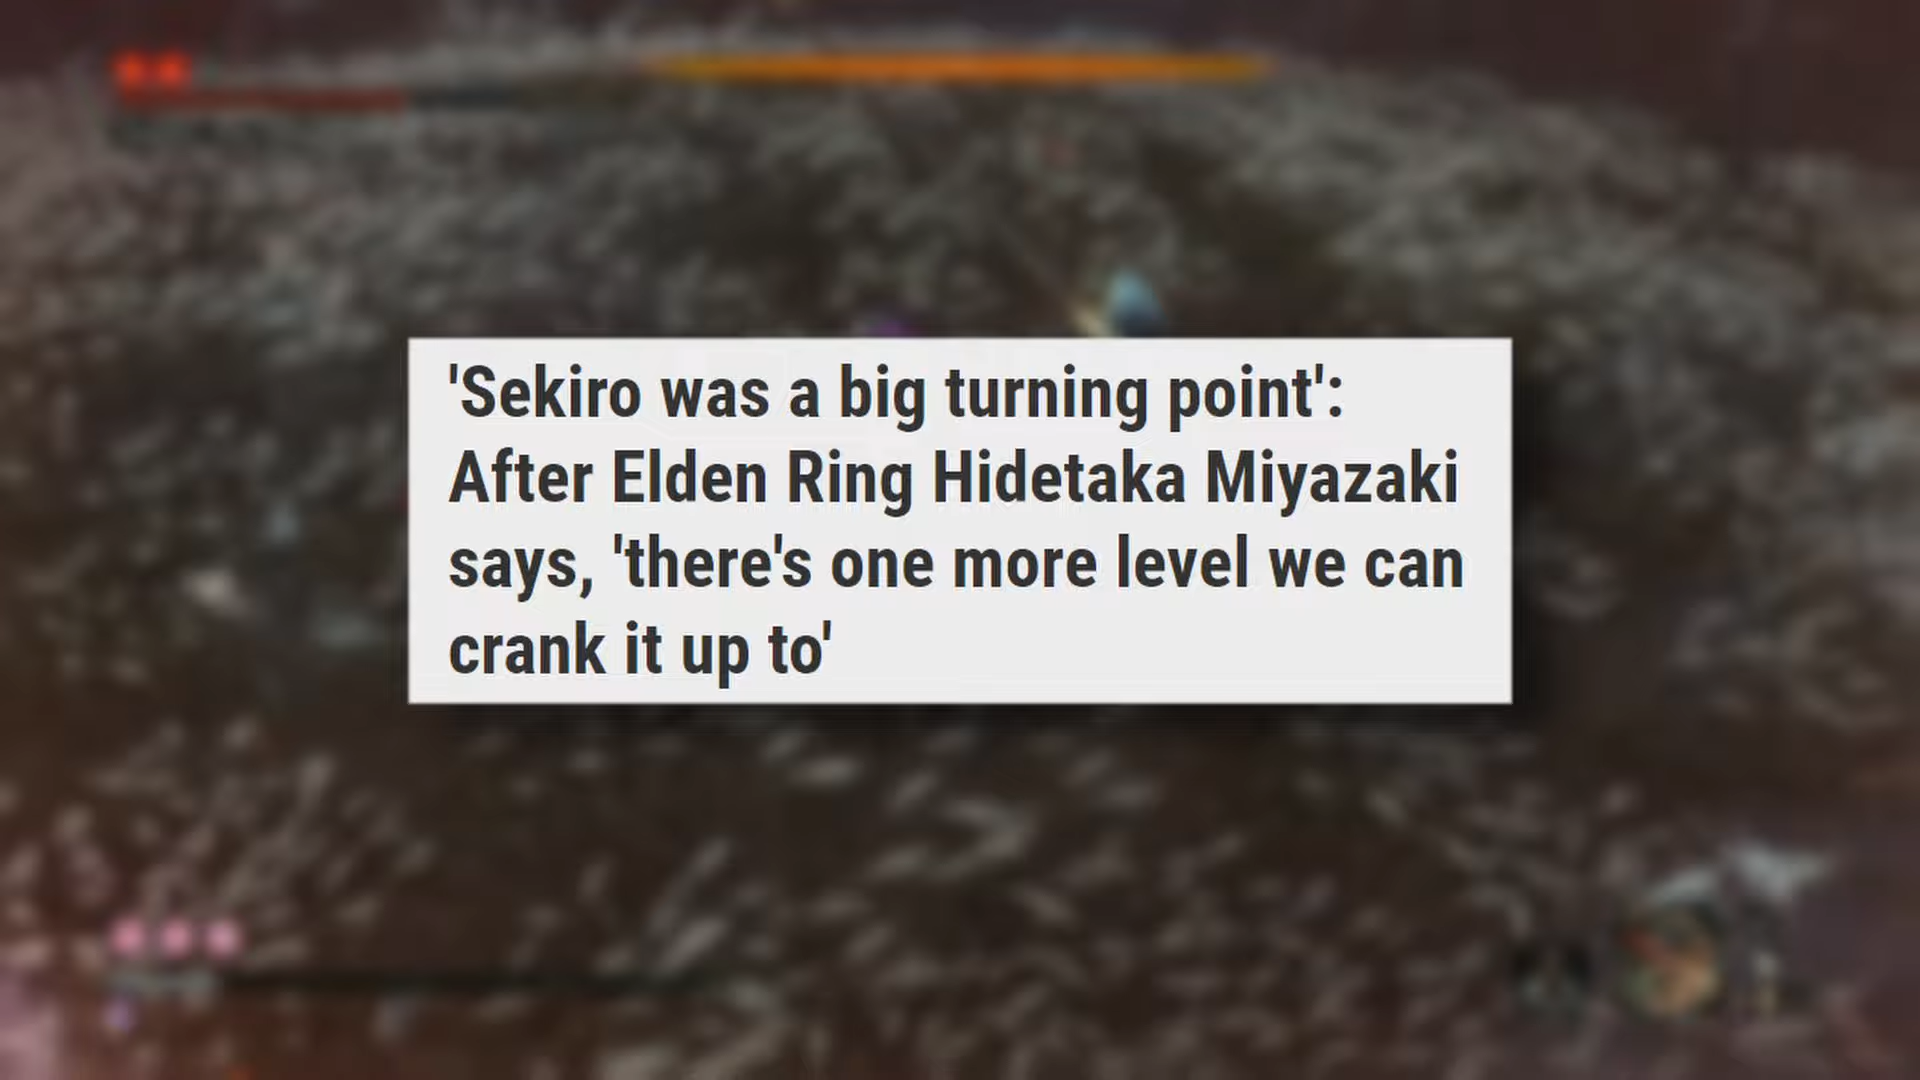 'Sekiro was a big turning point':
After Elden Ring Hidetaka Miyazaki
says, 'there's one more level we can
crank it up to'